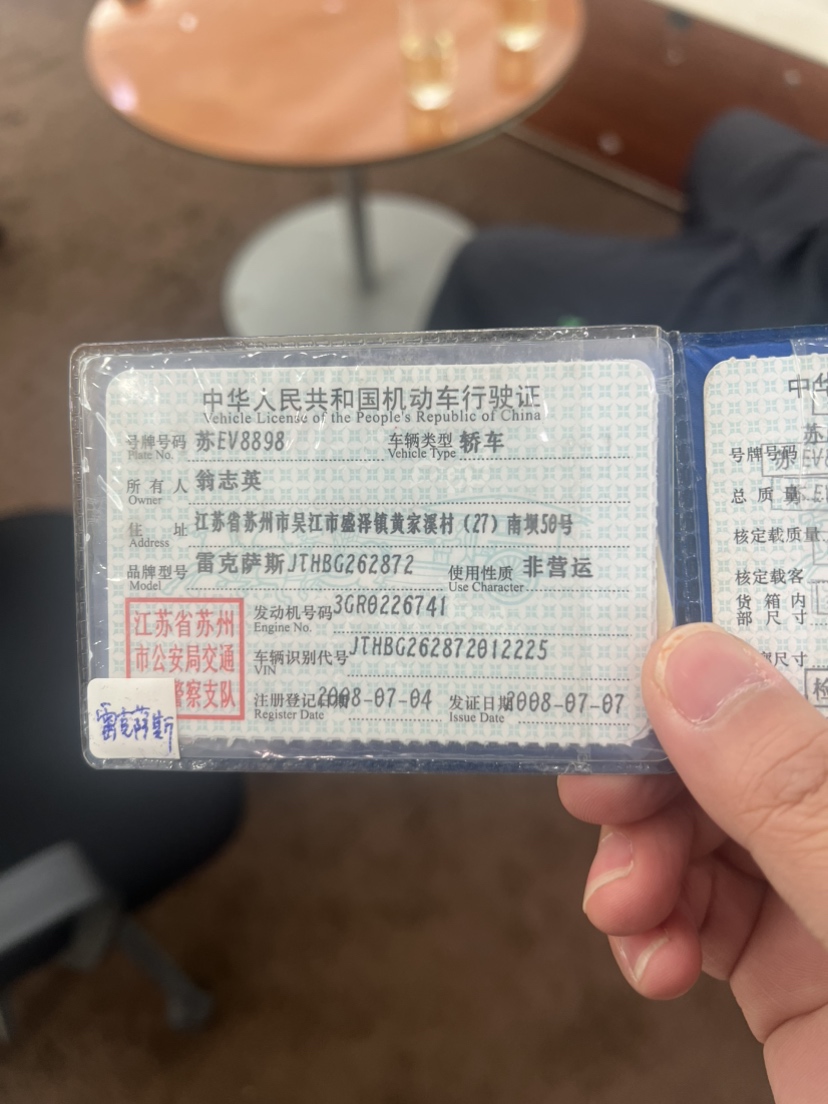 中华人民共和国机动车行驶证
Vehicle License of the People's Republic of China
号牌号码 苏EV8898 车辆类型 轿车
Plate No. Vehicle Type
所有人 翁志英
Owner
住址 江苏省苏州市吴江市盛泽镇黄家溪村(27)南坝50号
Address
品牌型号 雷克萨斯JTHBG262872 使用性质 非营运
Model Use Character
江苏省苏州
市公安局交通
警察支队
发动机号码 3GR0226741
Engine No.
车辆识别代号 JTHBG262872012225
VIN
注册登记日期 2008-07-04 发证日期 2008-07-07
Register Date Issue Date
雷克萨斯
中华
号牌号码 苏EV
总质量
核定载质量
核定载客
货箱内
部尺寸
尺寸
检